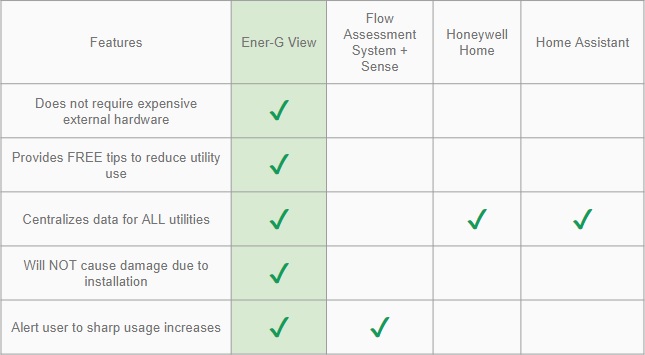 Features
Ener-G View
Flow
Assessment
System +
Sense
Honeywell
Home
Home Assistant
Does not require expensive
external hardware
✓
Provides FREE tips to reduce utility
use
✓
Centralizes data for ALL utilities
✓
✓
✓
Will NOT cause damage due to
installation
✓
Alert user to sharp usage increases
✓
✓